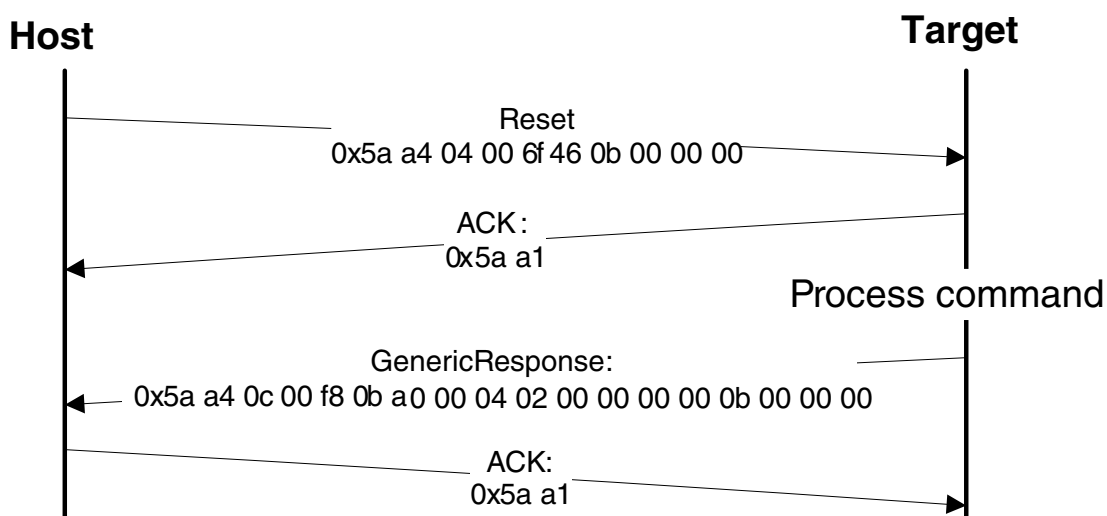 Host
Target
Reset
0x5a a4 04 00 6f 46 0b 00 00 00
ACK:
0x5a a1
Process command
GenericResponse:
0x5a a4 0c 00 f8 0b a0 00 04 02 00 00 00 00 0b 00 00 00
ACK:
0x5a a1